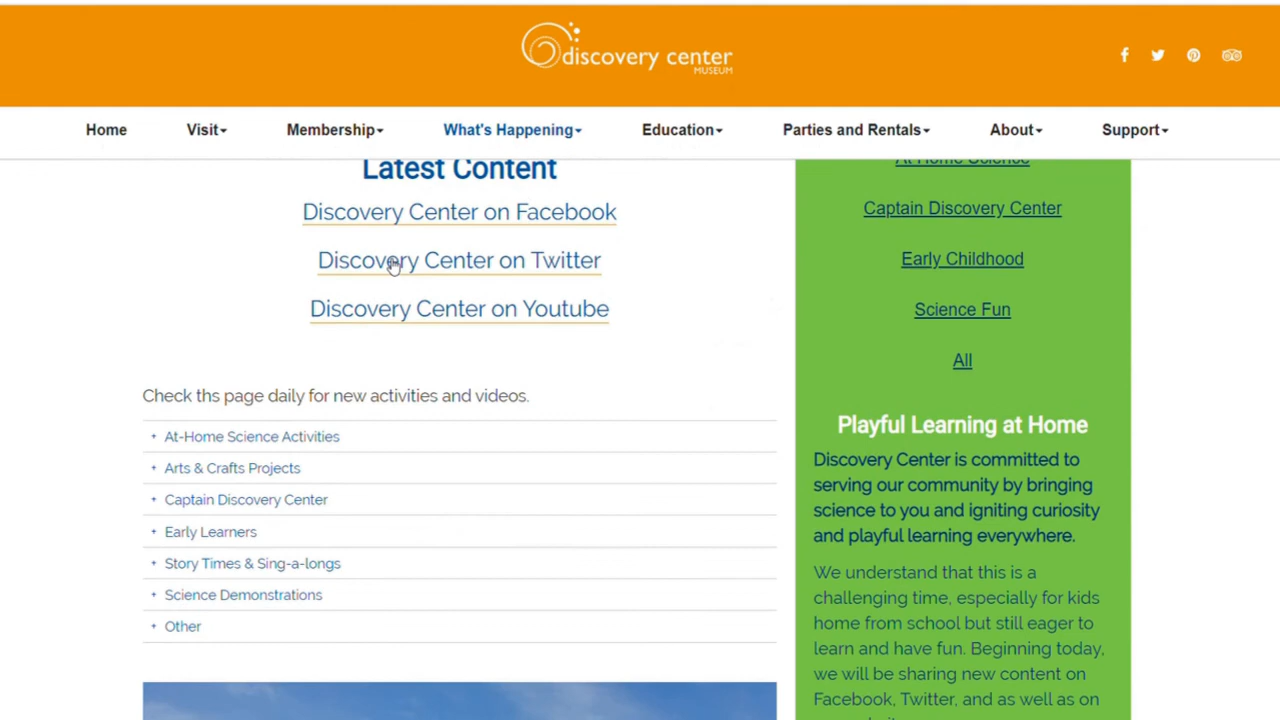 discovery center
MUSEUM
Home Visit Membership What's Happening Education Parties and Rentals About Support
Latest Content
Discovery Center on Facebook
Discovery Center on Twitter
Discovery Center on Youtube
Check ths page daily for new activities and videos.
+ At-Home Science Activities
+ Arts & Crafts Projects
+ Captain Discovery Center
+ Early Learners
+ Story Times & Sing-a-longs
+ Science Demonstrations
+ Other
At Home Science
Captain Discovery Center
Early Childhood
Science Fun
All
Playful Learning at Home
Discovery Center is committed to
serving our community by bringing
science to you and igniting curiosity
and playful learning everywhere.
We understand that this is a
challenging time, especially for kids
home from school but still eager to
learn and have fun. Beginning today,
we will be sharing new content on
Facebook, Twitter, and as well as on